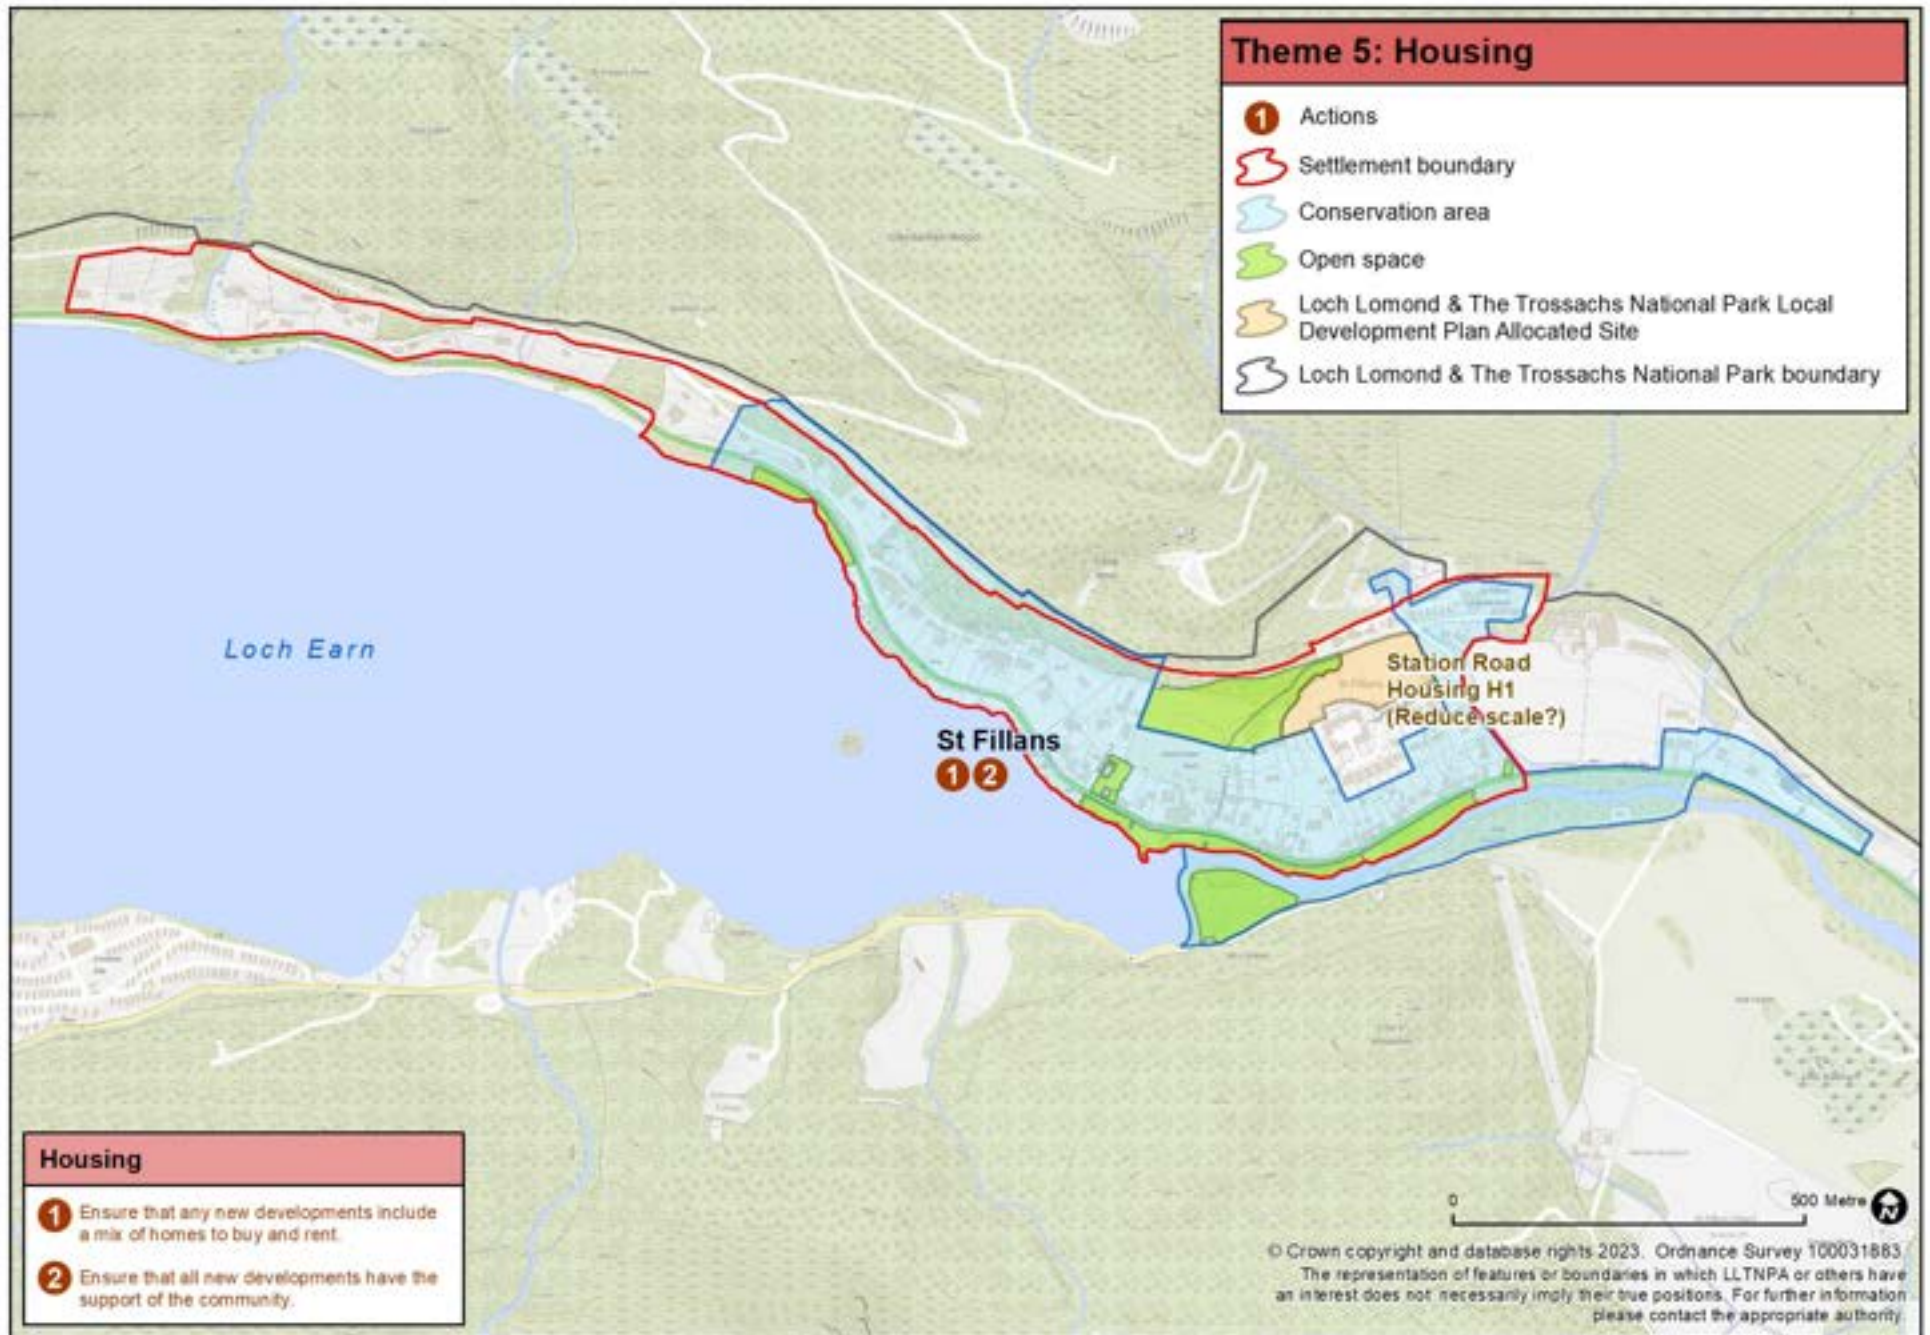 Theme 5: Housing
1 Actions
Settlement boundary
Conservation area
Open space
Loch Lomond & The Trossachs National Park Local
Development Plan Allocated Site
Loch Lomond & The Trossachs National Park boundary
Loch Earn
Station Road
Housing H1
(Reduce scale?)
St Fillans
1 2
Housing
1 Ensure that any new developments include
a mix of homes to buy and rent.
2 Ensure that all new developments have the
support of the community.
0 500 Metre
N
© Crown copyright and database rights 2023. Ordnance Survey 100031883.
The representation of features or boundaries in which LLTNPA or others have
an interest does not necessarily imply their true positions. For further information
please contact the appropriate authority.